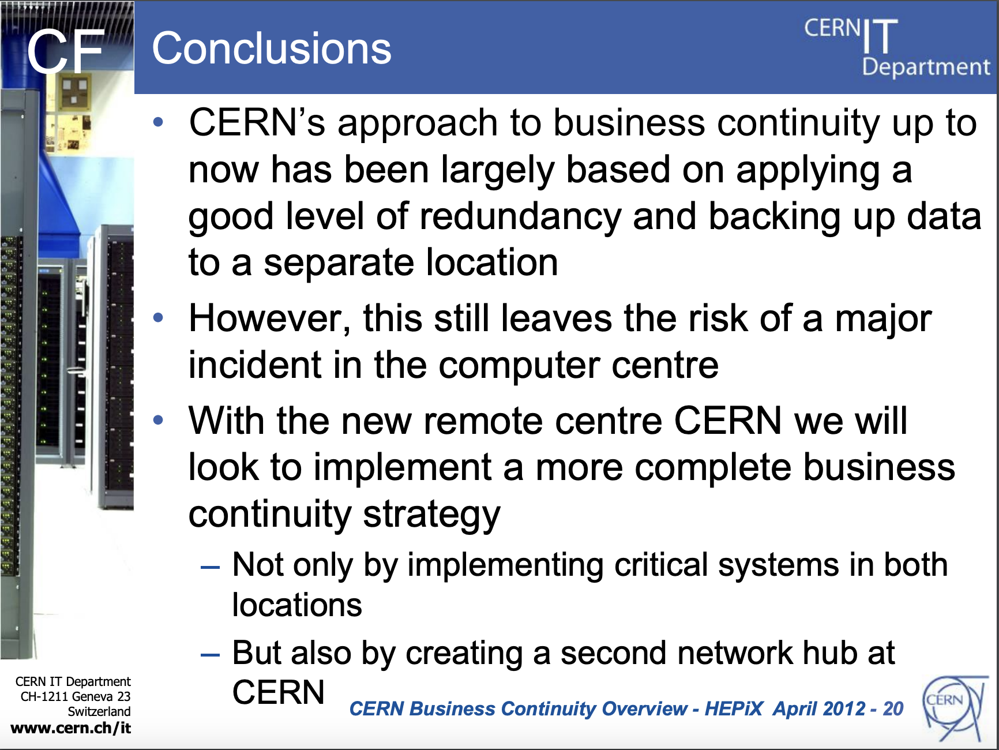 CF
Conclusions
CERN IT
Department
• CERN’s approach to business continuity up to
now has been largely based on applying a
good level of redundancy and backing up data
to a separate location
• However, this still leaves the risk of a major
incident in the computer centre
• With the new remote centre CERN we will
look to implement a more complete business
continuity strategy
– Not only by implementing critical systems in both
locations
– But also by creating a second network hub at
CERN
CERN IT Department
CH-1211 Geneva 23
Switzerland
www.cern.ch/it
CERN Business Continuity Overview - HEPiX April 2012 - 20
CERN